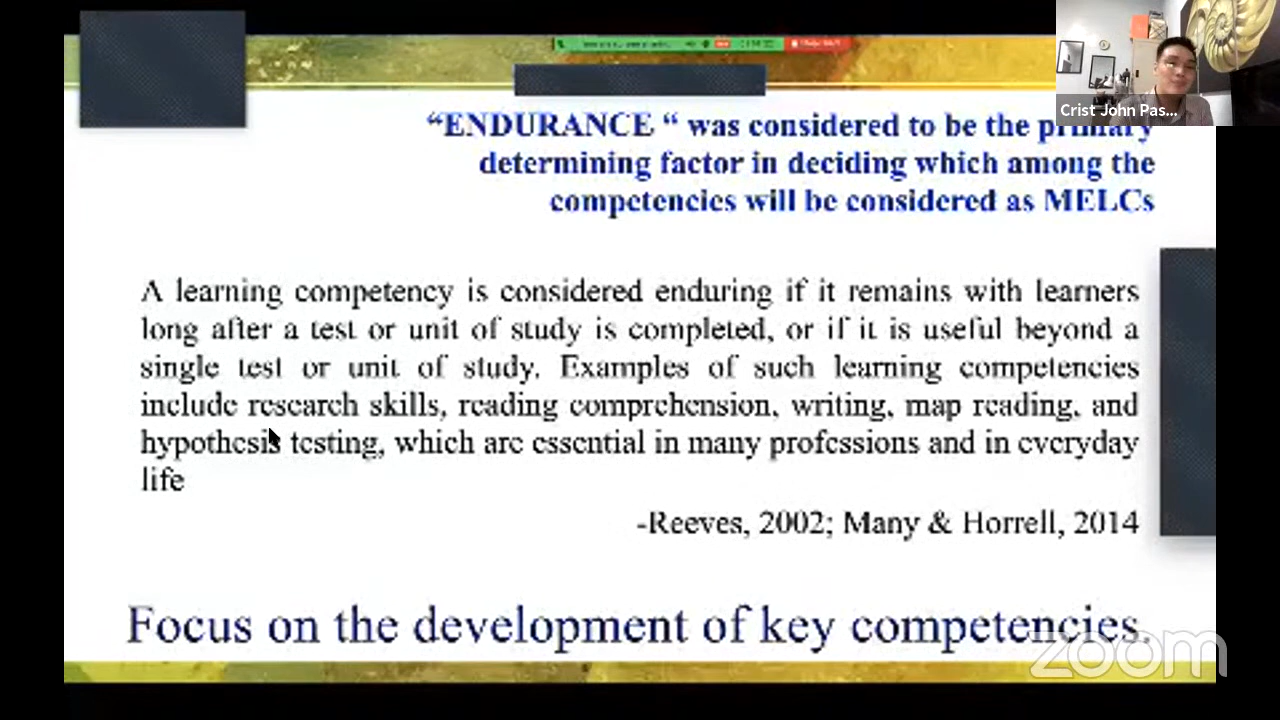 “ENDURANCE “ was considered to be the primary
determining factor in deciding which among the
competencies will be considered as MELCs
Crist John Pas...
A learning competency is considered enduring if it remains with learners
long after a test or unit of study is completed, or if it is useful beyond a
single test or unit of study. Examples of such learning competencies
include research skills, reading comprehension, writing, map reading, and
hypothesis testing, which are essential in many professions and in everyday
life
-Reeves, 2002; Many & Horrell, 2014
Focus on the development of key competencies.
zoom